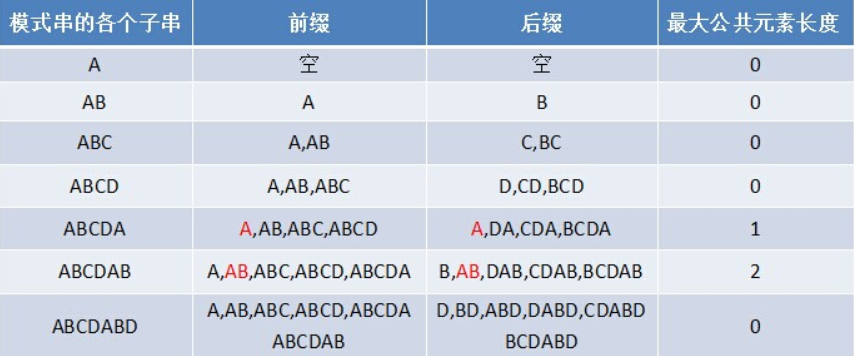 模式串的各个子串 前缀 后缀 最大公共元素长度
A 空 空 0
AB A B 0
ABC A,AB C,BC 0
ABCD A,AB,ABC D,CD,BCD 0
ABCDA A,AB,ABC,ABCD A,DA,CDA,BCDA 1
ABCDAB A,AB,ABC,ABCD,ABCDA B,AB,DAB,CDAB,BCDAB 2
ABCDABD A,AB,ABC,ABCD,ABCDA D,BD,ABD,DABD,CDABD 0
ABCDAB BCDABD